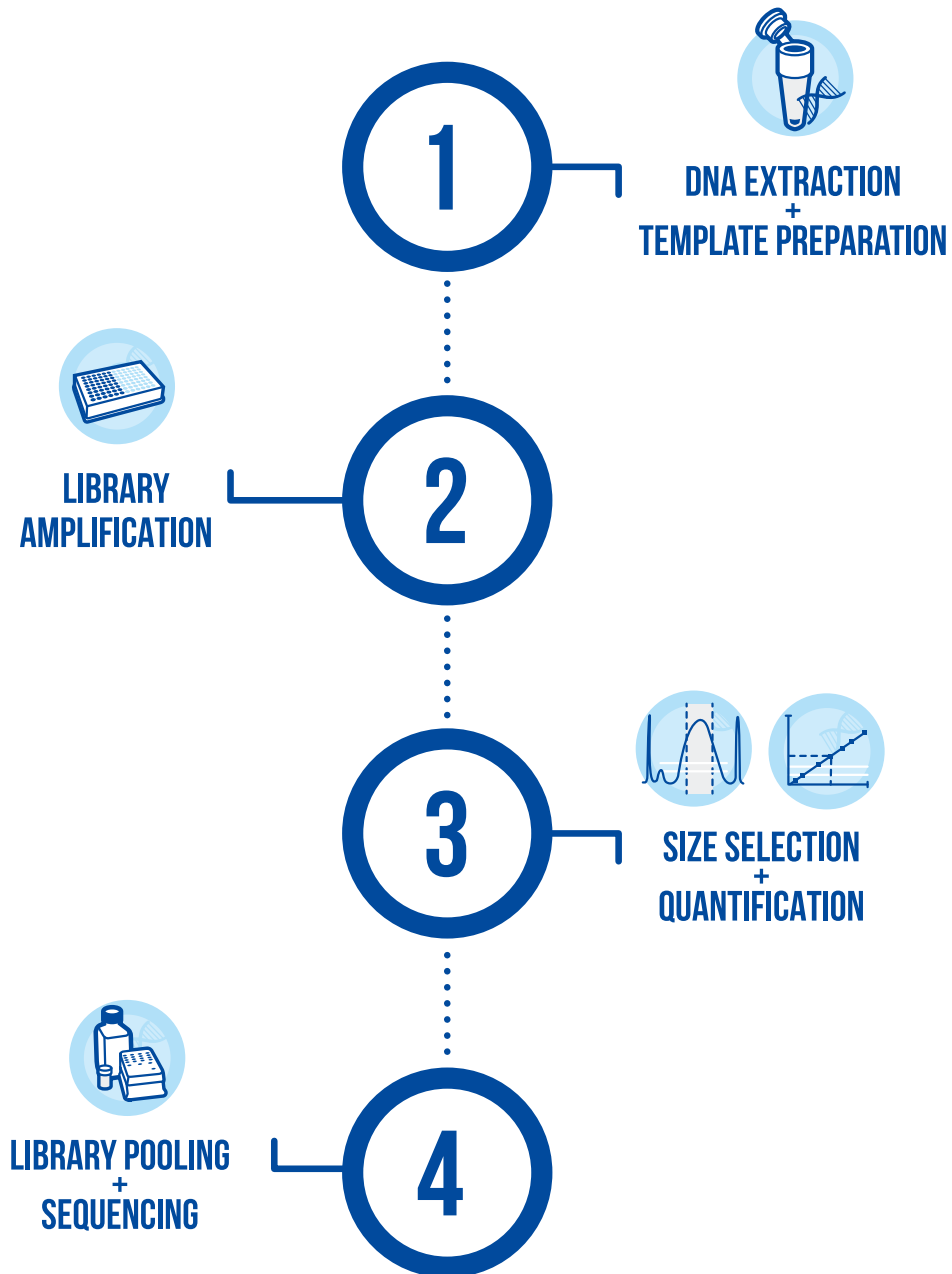 1
DNA EXTRACTION
+
TEMPLATE PREPARATION
2
LIBRARY
AMPLIFICATION
3
SIZE SELECTION
+
QUANTIFICATION
4
LIBRARY POOLING
+
SEQUENCING